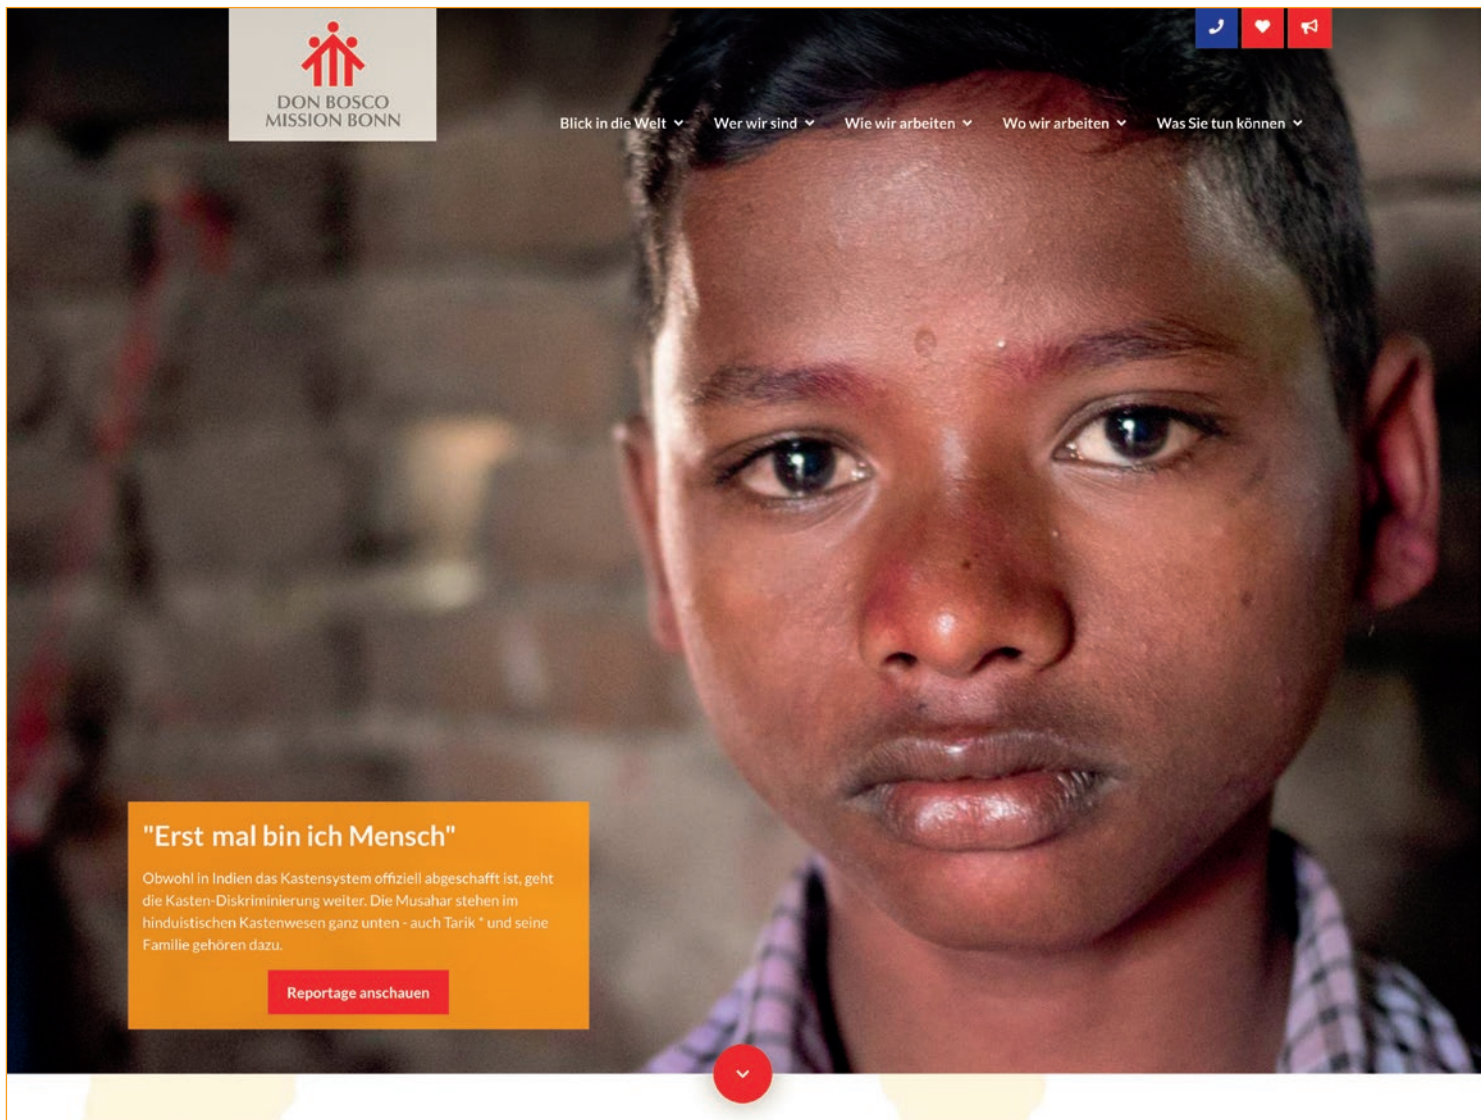 DON BOSCO
MISSION BONN
Blick in die Welt Wer wir sind Wie wir arbeiten Wo wir arbeiten Was Sie tun können
"Erst mal bin ich Mensch"
Obwohl in Indien das Kastensystem offiziell abgeschafft ist, geht
die Kasten-Diskriminierung weiter. Die Musahar stehen im
hinduistischen Kastenwesen ganz unten - auch Tarik * und seine
Familie gehören dazu.
Reportage anschauen